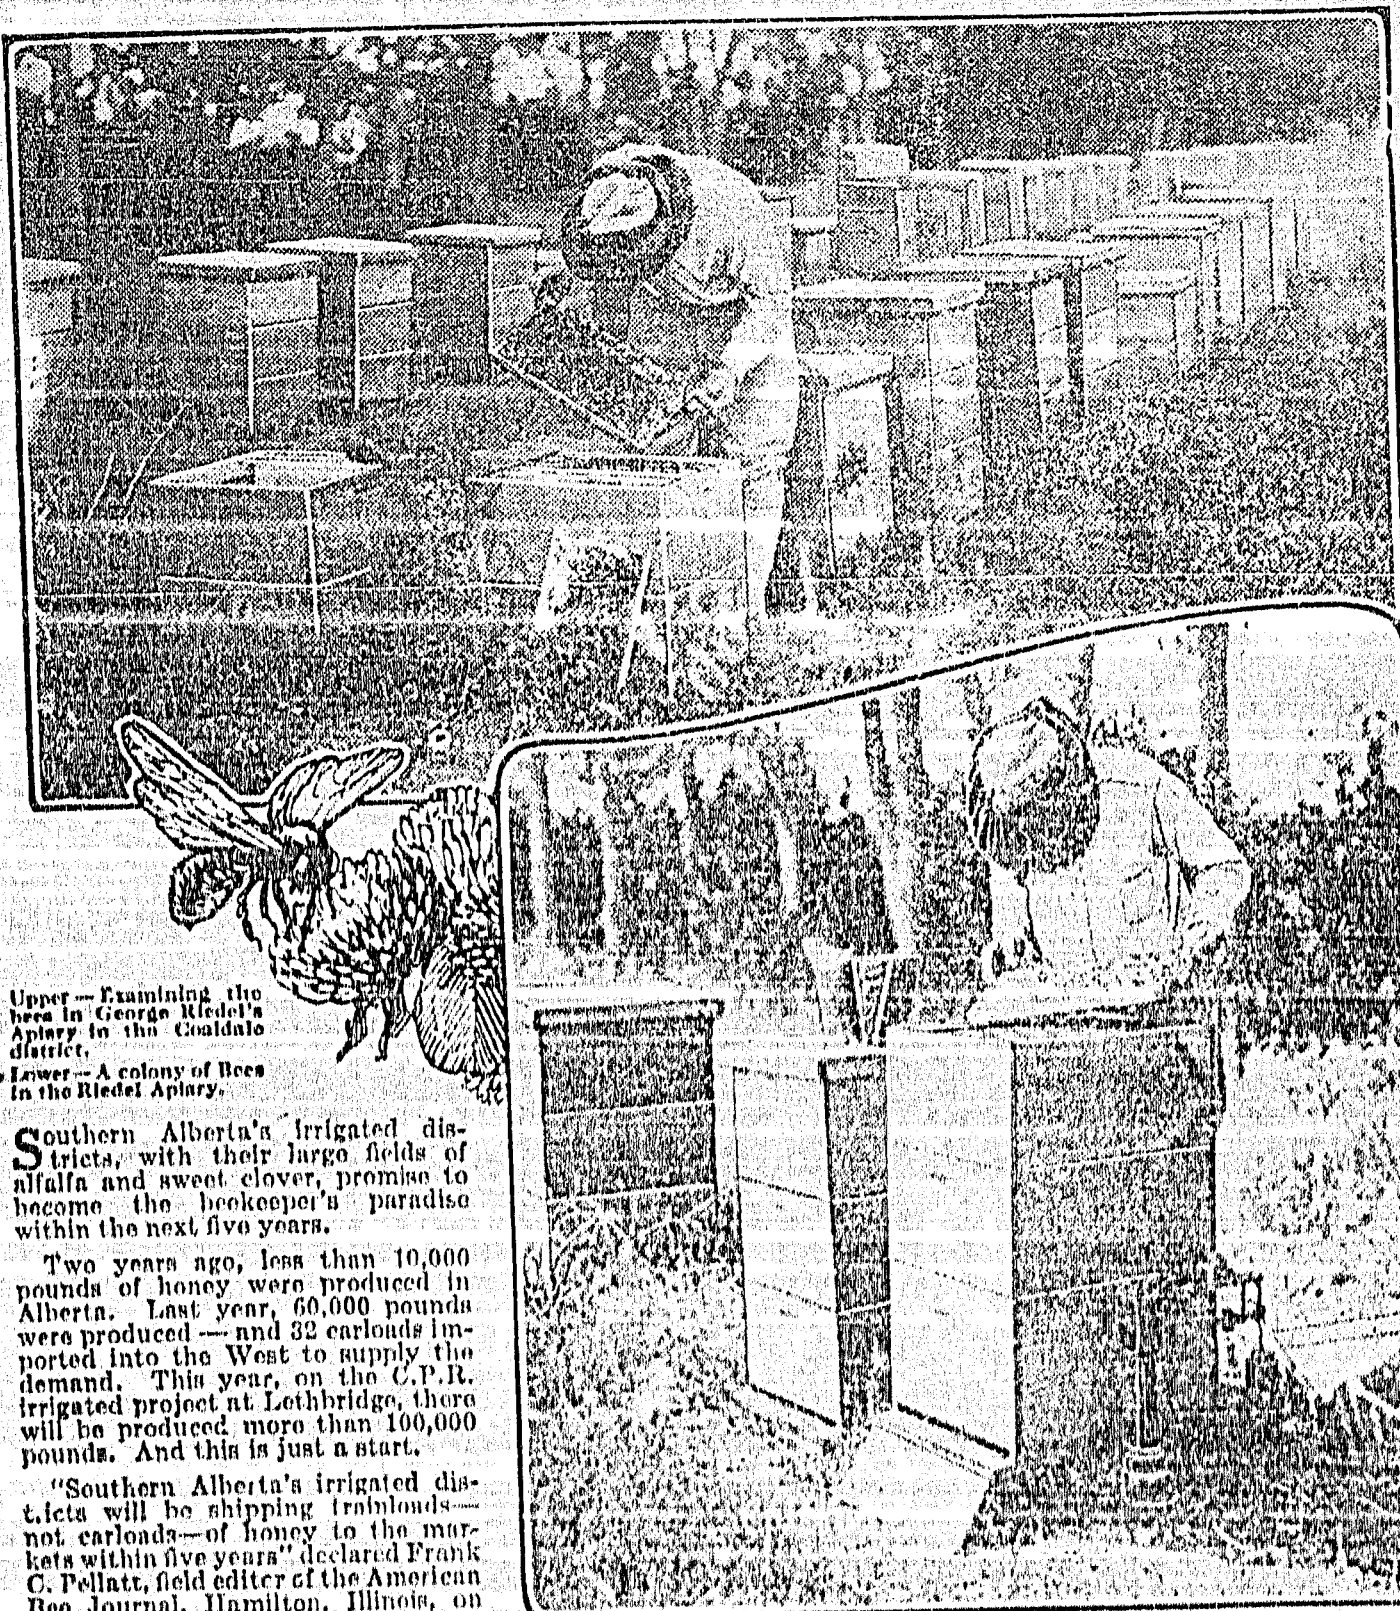 Upper — Examining the
bees in George Riedel's
Apiary in the Coaldale
district.
Lower — A colony of Bees
in the Riedel Apiary.
Southern Alberta's irrigated dis-
tricts, with their large fields of
alfalfa and sweet clover, promise to
become the beekeeper's paradise
within the next five years.
Two years ago, less than 10,000
pounds of honey were produced in
Alberta. Last year, 60,000 pounds
were produced — and 32 carloads im-
ported into the West to supply the
demand. This year, on the C.P.R.
irrigated project at Lethbridge, there
will be produced more than 100,000
pounds. And this is just a start.
"Southern Alberta's irrigated dis-
tricts will be shipping trainloads—
not carloads—of honey to the mar-
kets within five years" declared Frank
C. Pellatt, field editor of the American
Bee Journal, Hamilton, Illinois, on